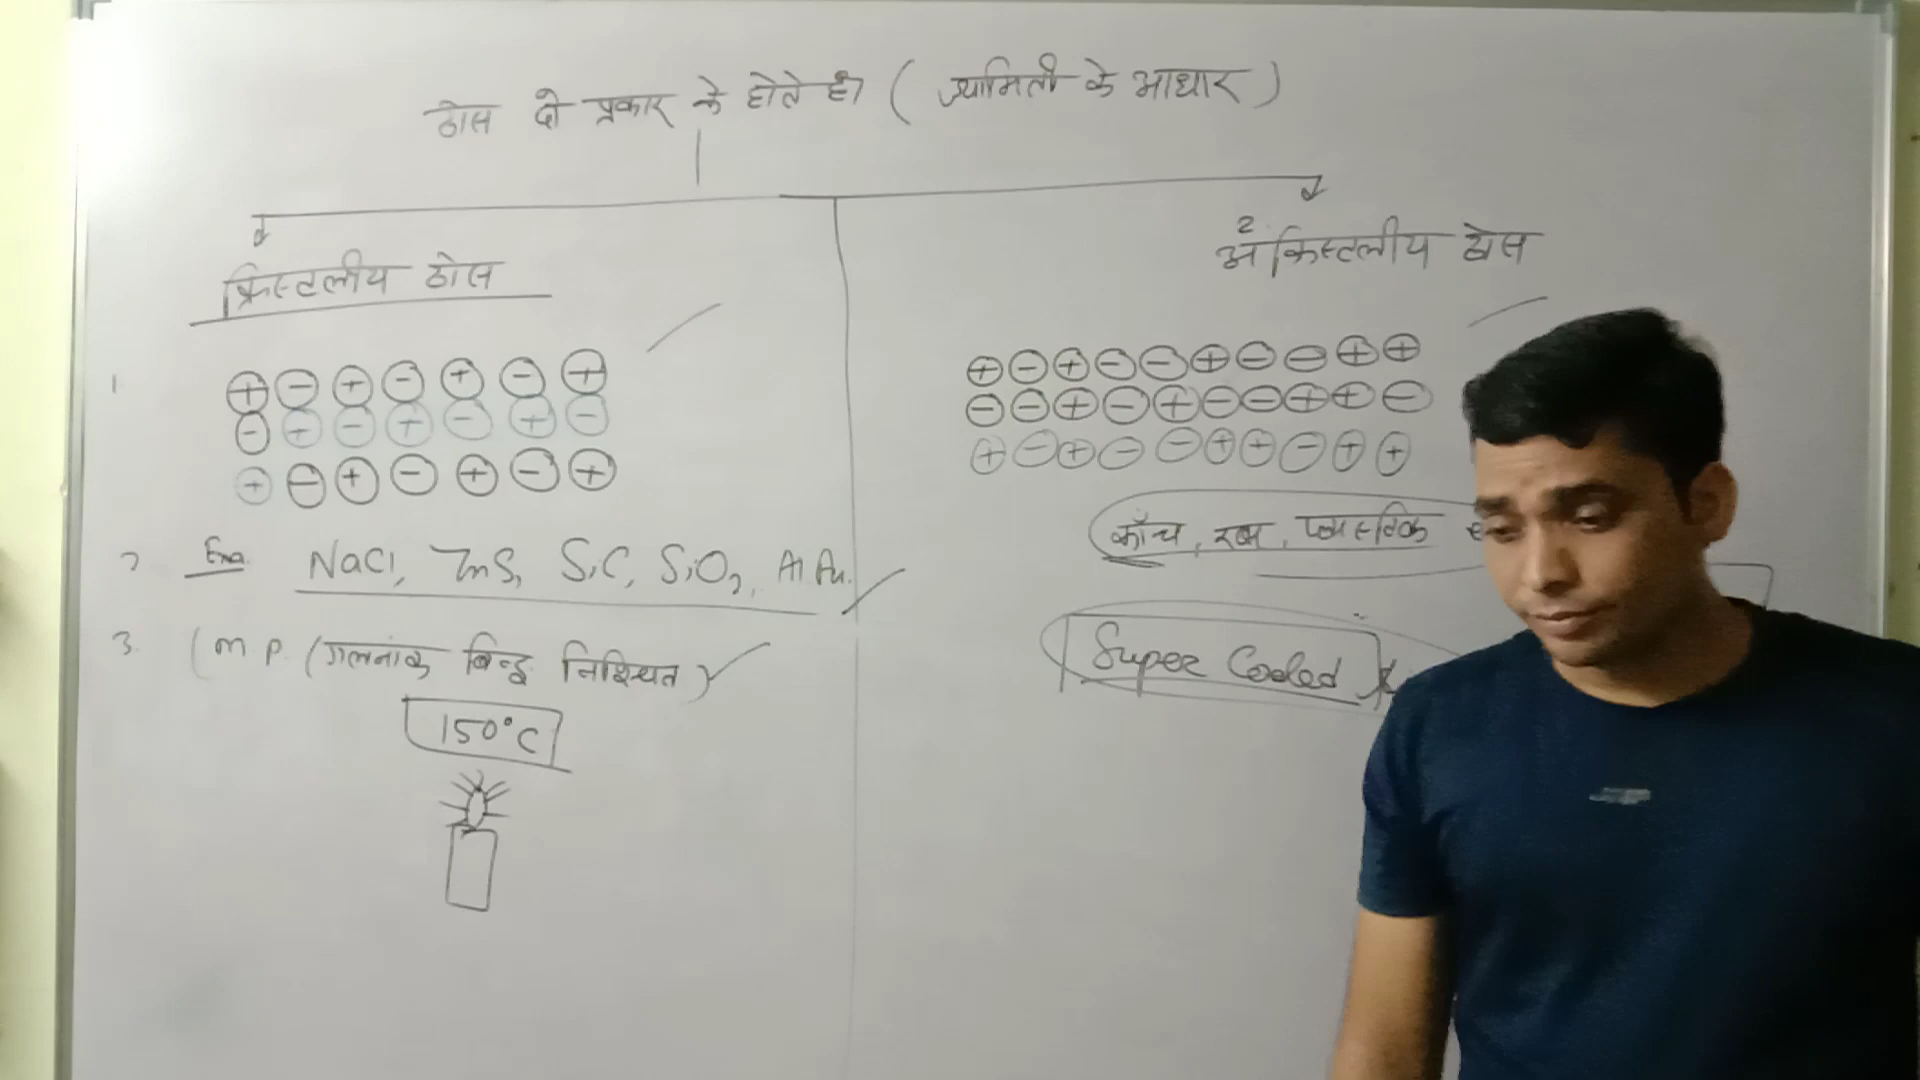 ठोस दो प्रकार के होते है। ( ज्यामिती के आधार )
क्रिस्टलीय ठोस
2
अक्रिस्टलीय ठोस
1
+ - + - + - +
- + - + - + -
+ - + - + - +
+ - + - - + - - + +
- - + - + - - + + -
+ - + - - + + - + +
काँच, रबर, प्लास्टिक
2 Exa. NaCl, ZnS, SiC, SiO2, Al Au.
3. (m p. (गलनांक बिन्दु निश्चित)
Super Cooled
150°C